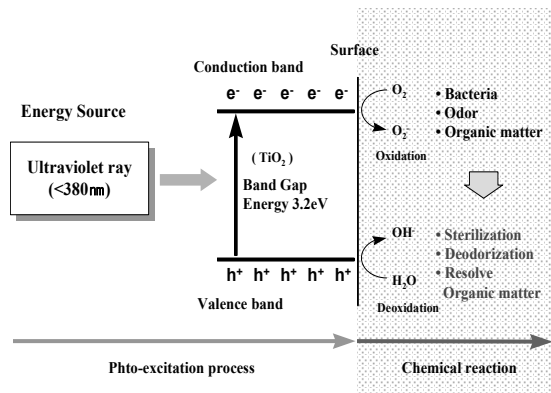 Surface
Conduction band
e- e- e- e- e-
Energy Source
Ultraviolet ray
(<380㎚)
( TiO₂ )
Band Gap
Energy 3.2eV
h⁺ h⁺ h⁺ h⁺ h⁺
Valence band
O₂
O₂⁻
Oxidation
• Bacteria
• Odor
• Organic matter
OH⁻
H₂O
Deoxidation
• Sterilization
• Deodorization
• Resolve
Organic matter
Phto-excitation process
Chemical reaction